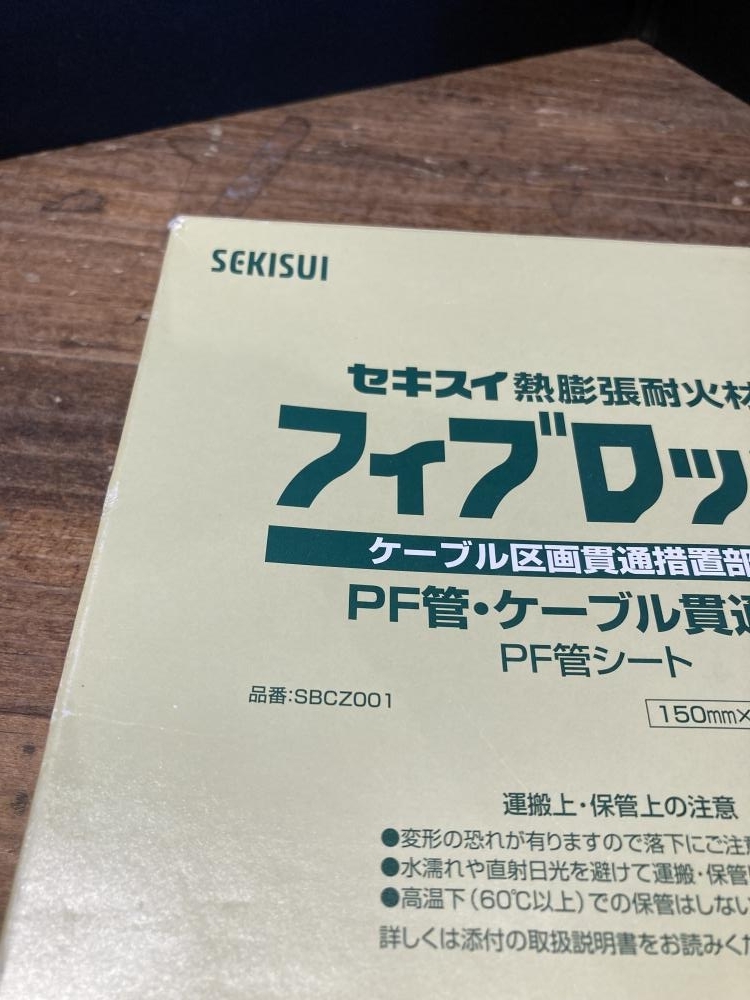 SEKISUI
セキスイ 熱膨張耐火材
フィブロッ
ケーブル区画貫通措置部
PF管・ケーブル貫通
PF管シート
品番:SBCZ001
150mm×
運搬上・保管上の注意
●変形の恐れが有りますので落下にご注意
●水濡れや直射日光を避けて運搬・保管
●高温下(60℃以上)での保管はしない
詳しくは添付の取扱説明書をお読みくだ